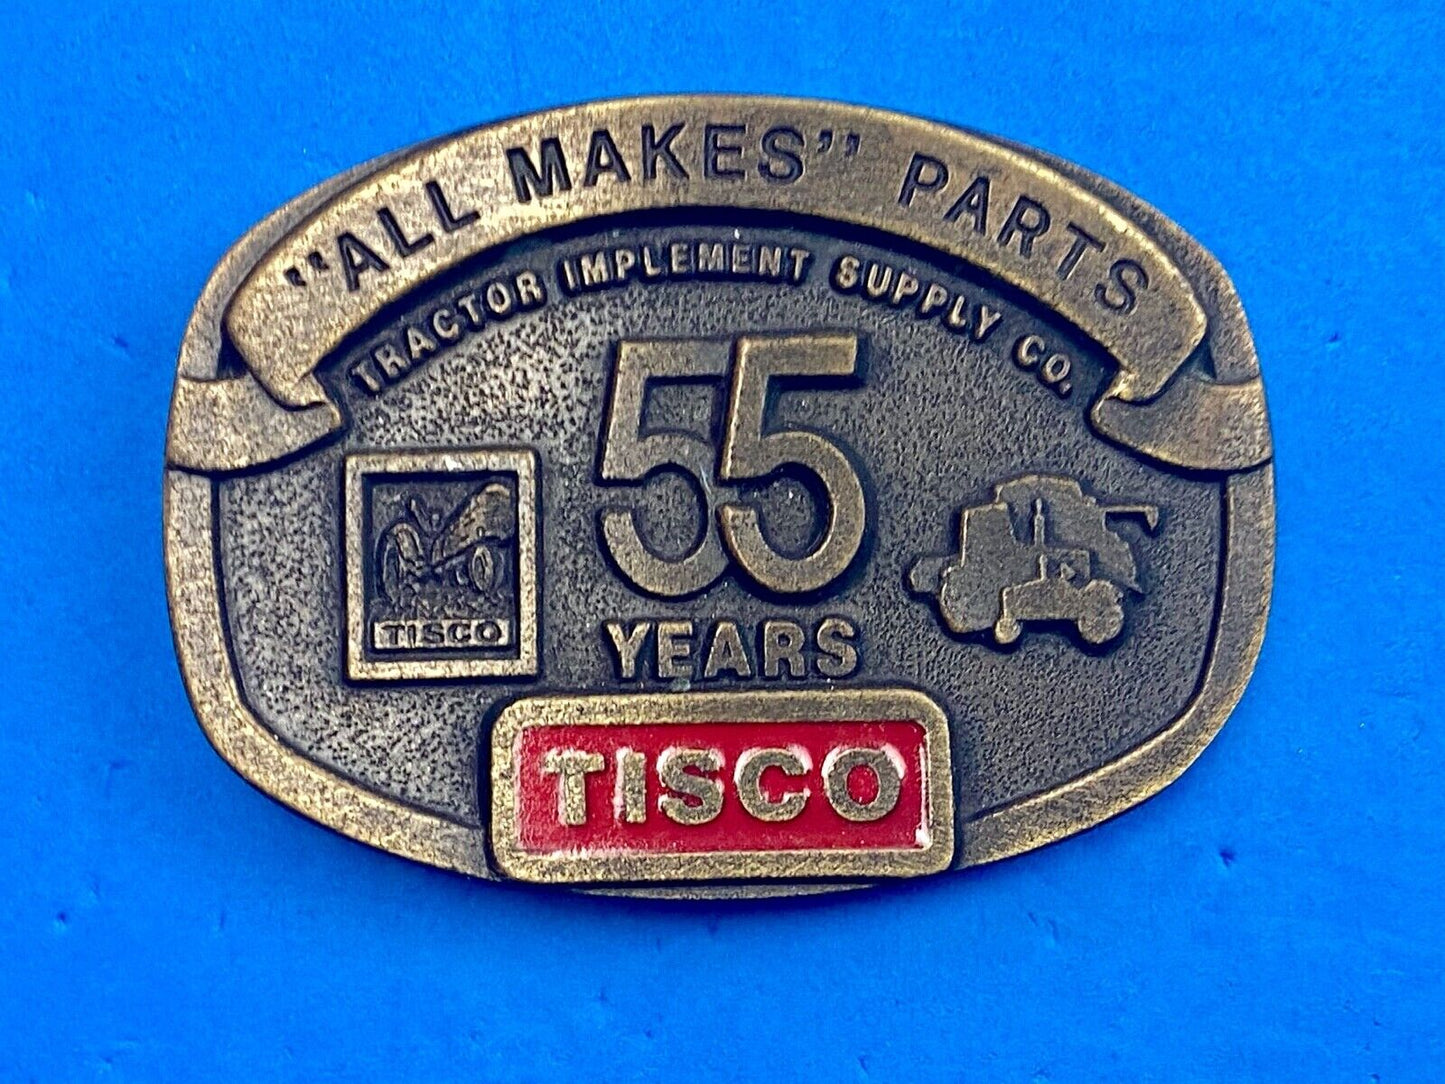 "ALL MAKES" PARTS
TRACTOR IMPLEMENT SUPPLY CO.
55
YEARS
TISCO
TISCO